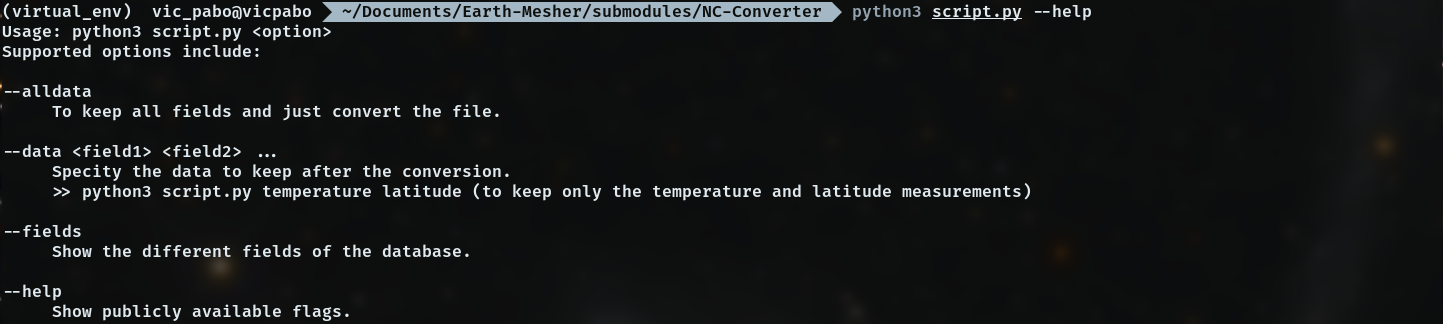 (virtual_env) vic_pabo@vicpabo ~/Documents/Earth-Mesher/submodules/NC-Converter python3 script.py --help
Usage: python3 script.py <option>
Supported options include:
--alldata
To keep all fields and just convert the file.
--data <field1> <field2> ...
Specity the data to keep after the conversion.
>> python3 script.py temperature latitude (to keep only the temperature and latitude measurements)
--fields
Show the different fields of the database.
--help
Show publicly available flags.